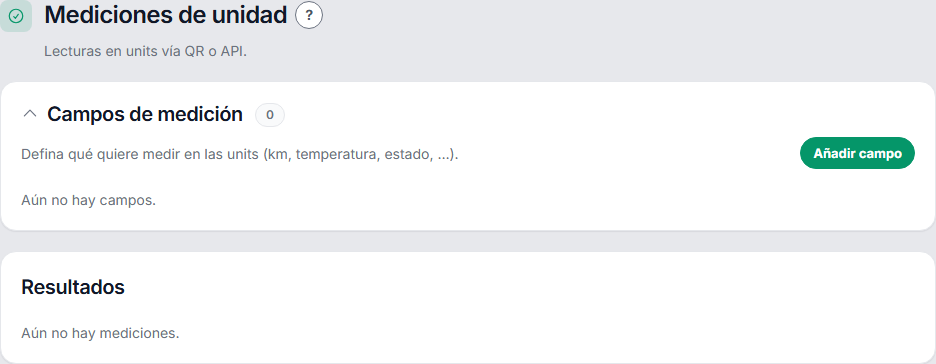 Mediciones de unidad ?
Lecturas en units vía QR o API.
Campos de medición 0
Defina qué quiere medir en las units (km, temperatura, estado, ...).
Añadir campo
Aún no hay campos.
Resultados
Aún no hay mediciones.